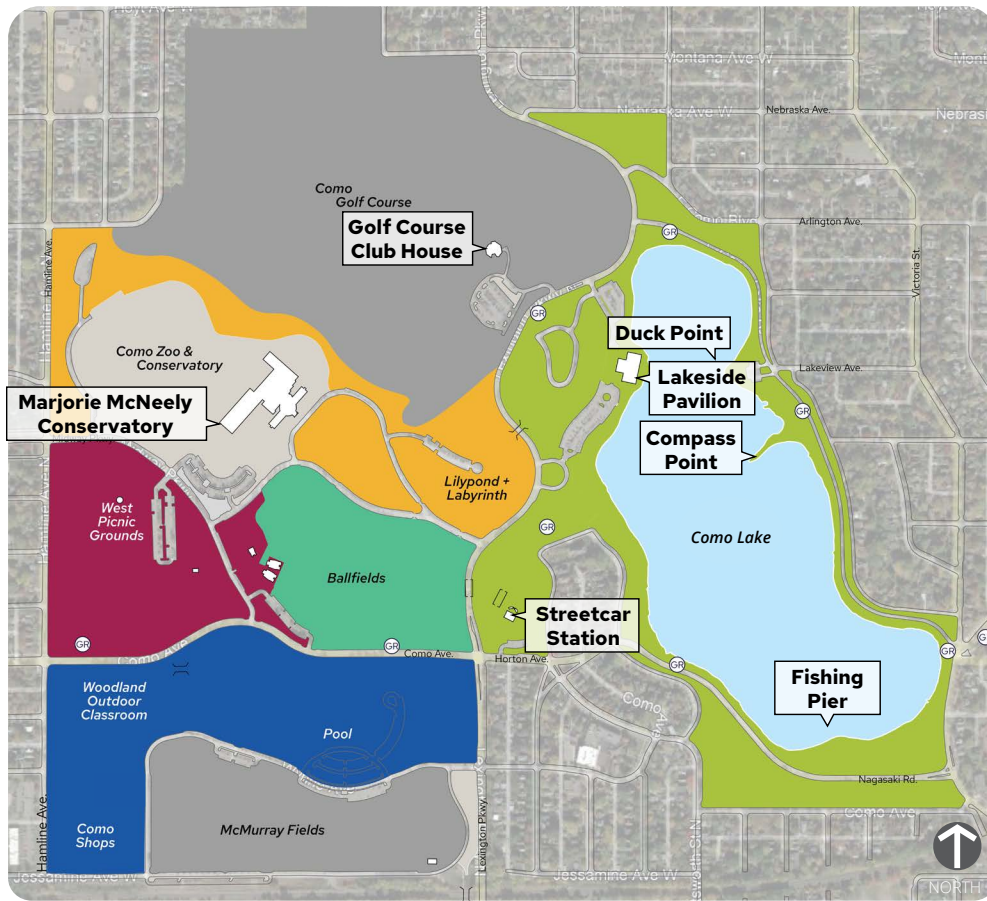 Montana Ave W
Nebraska Ave W
Nebraska Ave.
Como
Golf Course
Golf Course
Club House
Arlington Ave.
GR
Hamline Ave.
Victoria St.
GR
Duck Point
Como Zoo &
Conservatory
Lakeview Ave.
Lakeside
Pavilion
Marjorie McNeely
Conservatory
GR
Compass
Point
Lilypond +
Labyrinth
West
Picnic
Grounds
GR
Como Lake
Ballfields
Streetcar
Station
GR
GR
Como Ave
Como Ave.
Horton Ave.
GR
GR
Fishing
Pier
Woodland
Outdoor
Classroom
Como Ave
Pool
Nagasaki Rd.
Como Ave
Hamline Ave.
Como
Shops
McMurray Fields
Lexington Pkwy.
Jessamine Ave W
Jessamine Ave W
NORTH